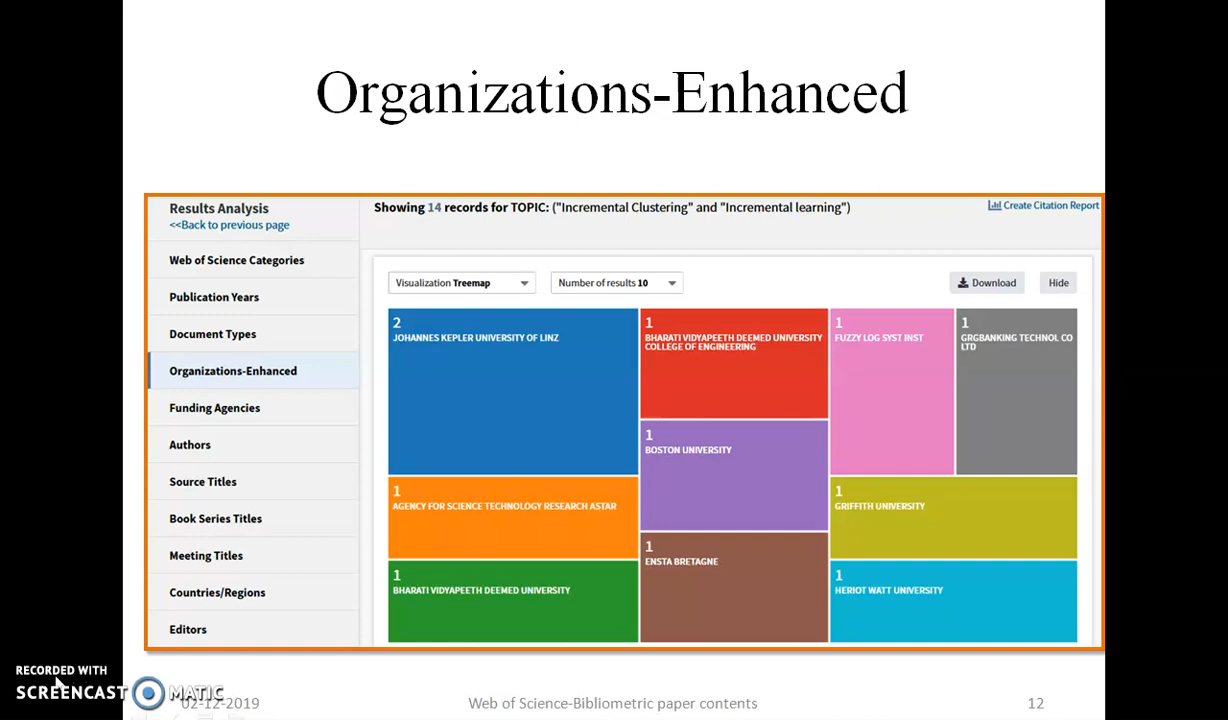 Organizations-Enhanced
Results Analysis
<<Back to previous page
Showing 14 records for TOPIC: ("Incremental Clustering" and "Incremental learning")
Create Citation Report
Web of Science Categories
Publication Years
Document Types
Organizations-Enhanced
Funding Agencies
Authors
Source Titles
Book Series Titles
Meeting Titles
Countries/Regions
Editors
Visualization Treemap
Number of results 10
Download
Hide
2
JOHANNES KEPLER UNIVERSITY OF LINZ
1
AGENCY FOR SCIENCE TECHNOLOGY RESEARCH ASTAR
1
BHARATI VIDYAPEETH DEEMED UNIVERSITY
1
BHARATI VIDYAPEETH DEEMED UNIVERSITY
COLLEGE OF ENGINEERING
1
BOSTON UNIVERSITY
1
ENSTA BRETAGNE
1
FUZZY LOG SYST INST
1
GRGBANKING TECHNOL CO
LTD
1
GRIFFITH UNIVERSITY
1
HERIOT WATT UNIVERSITY
RECORDED WITH
SCREENCAST MATIC
02-12-2019
Web of Science-Bibliometric paper contents
12